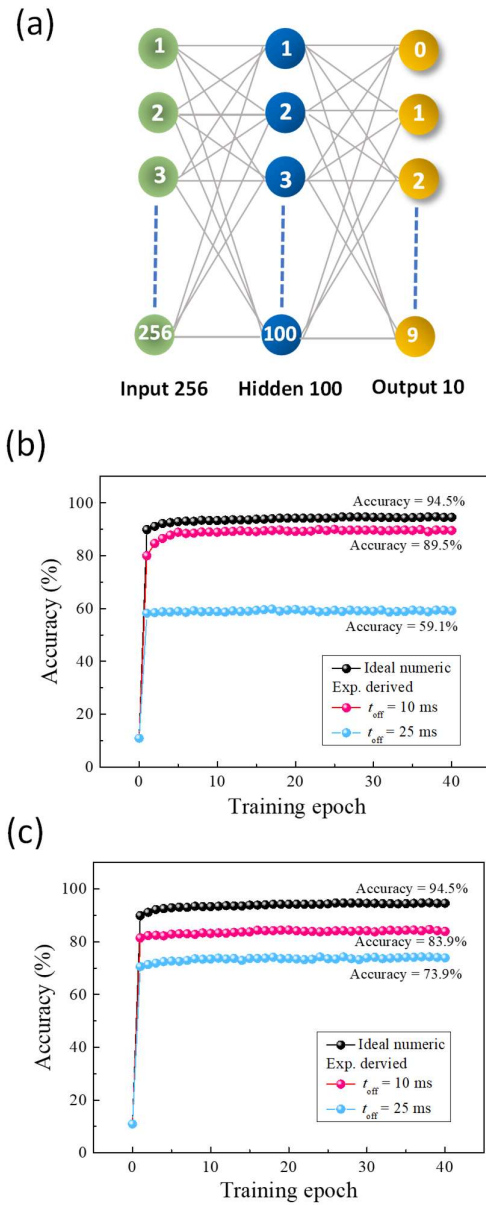 (a)
1 1 0
2 2 1
3 3 2
256 100 9
Input 256 Hidden 100 Output 10
(b)
100
80
60
40
20
0
Accuracy (%)
Accuracy = 94.5%
Accuracy = 89.5%
Accuracy = 59.1%
Ideal numeric
Exp. derived
toff = 10 ms
toff = 25 ms
0 10 20 30 40
Training epoch
(c)
100
80
60
40
20
0
Accuracy (%)
Accuracy = 94.5%
Accuracy = 83.9%
Accuracy = 73.9%
Ideal numeric
Exp. dervied
toff = 10 ms
toff = 25 ms
0 10 20 30 40
Training epoch